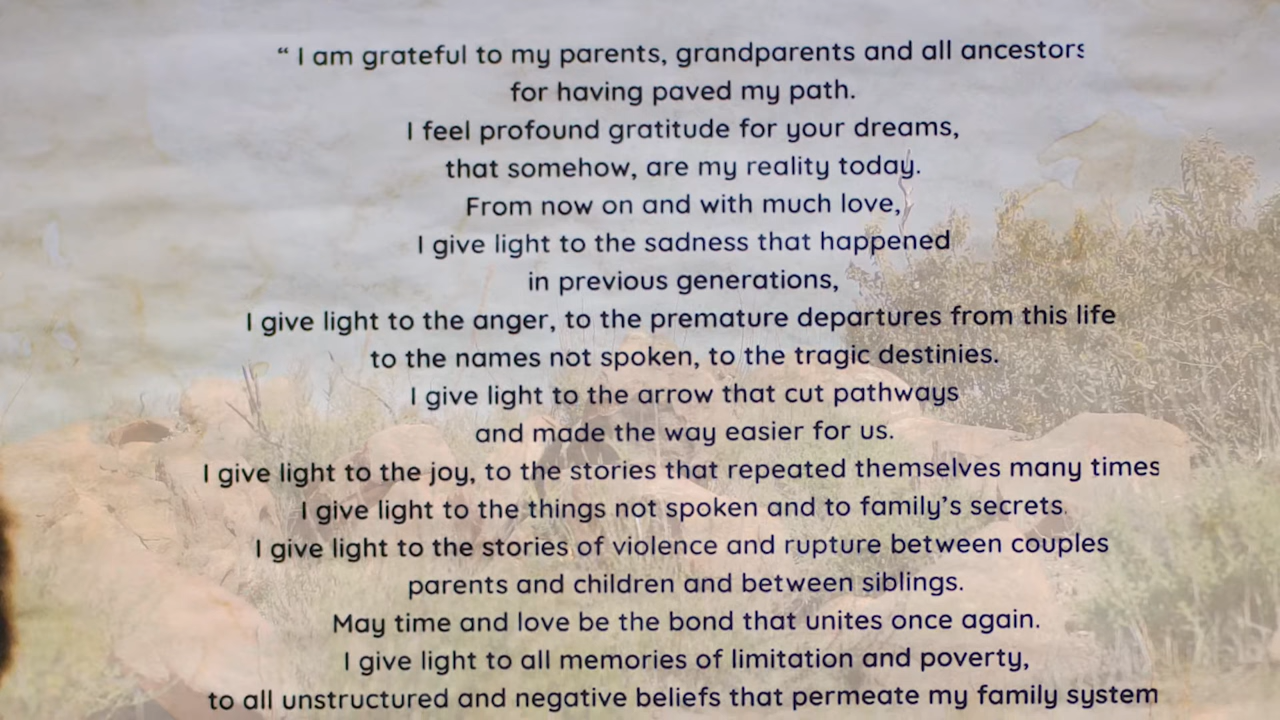 “ I am grateful to my parents, grandparents and all ancestors
for having paved my path.
I feel profound gratitude for your dreams,
that somehow, are my reality today.
From now on and with much love,
I give light to the sadness that happened
in previous generations,
I give light to the anger, to the premature departures from this life
to the names not spoken, to the tragic destinies.
I give light to the arrow that cut pathways
and made the way easier for us.
I give light to the joy, to the stories that repeated themselves many times
I give light to the things not spoken and to family’s secrets.
I give light to the stories of violence and rupture between couples
parents and children and between siblings.
May time and love be the bond that unites once again.
I give light to all memories of limitation and poverty,
to all unstructured and negative beliefs that permeate my family system